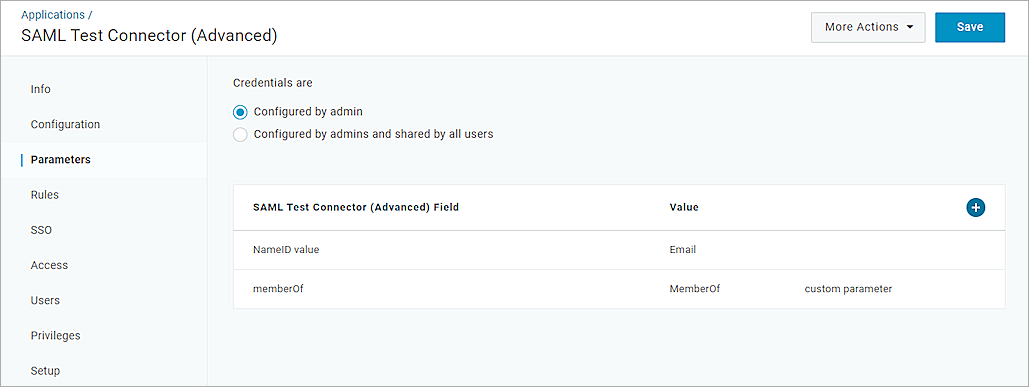 Applications /
SAML Test Connector (Advanced)
More Actions
Save
Info
Configuration
Parameters
Rules
SSO
Access
Users
Privileges
Setup
Credentials are
Configured by admin
Configured by admins and shared by all users
SAML Test Connector (Advanced) Field Value
NameID value Email
memberOf MemberOf custom parameter